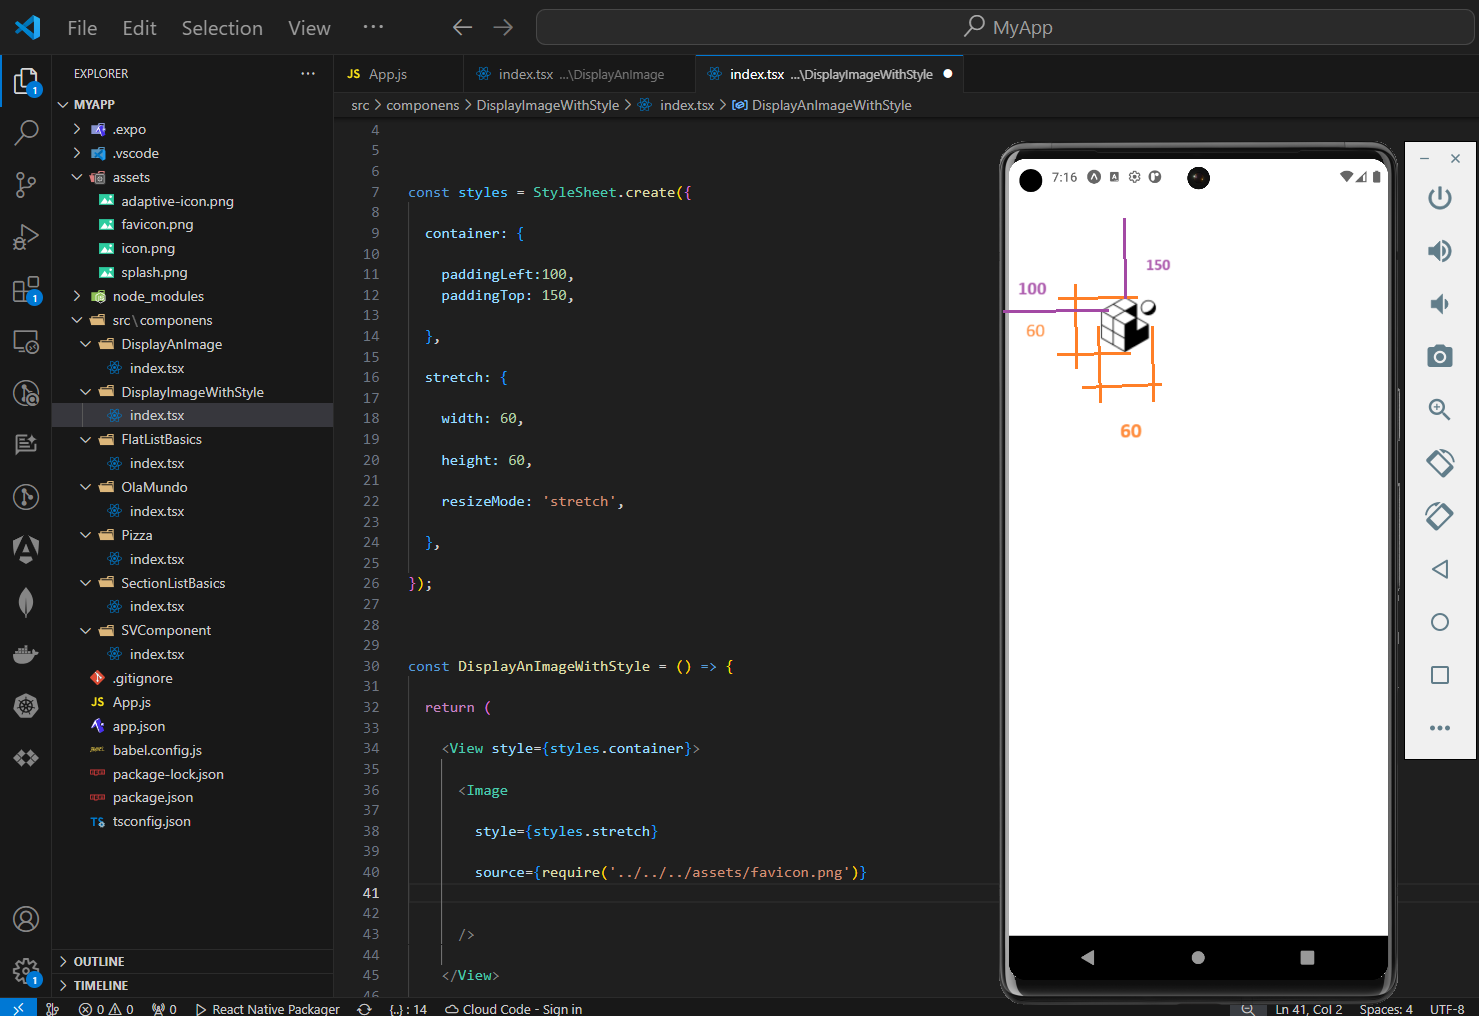 File Edit Selection View ···
MyApp
EXPLORER ···
JS App.js
index.tsx ...\DisplayAnImage
index.tsx ...\DisplayImageWithStyle
src > componens > DisplayImageWithStyle > index.tsx > DisplayAnImageWithStyle
MYAPP
.expo
.vscode
assets
adaptive-icon.png
favicon.png
icon.png
splash.png
node_modules
src\componens
DisplayAnImage
index.tsx
DisplayImageWithStyle
index.tsx
FlatListBasics
index.tsx
OlaMundo
index.tsx
Pizza
index.tsx
SectionListBasics
index.tsx
SVComponent
index.tsx
.gitignore
JS App.js
app.json
babel.config.js
package-lock.json
package.json
TS tsconfig.json
OUTLINE
TIMELINE
4
5
6
7 const styles = StyleSheet.create({
8
9 container: {
10
11 paddingLeft:100,
12 paddingTop: 150,
13
14 },
15
16 stretch: {
17
18 width: 60,
19
20 height: 60,
21
22 resizeMode: 'stretch',
23
24 },
25
26 });
27
28
29
30 const DisplayAnImageWithStyle = () => {
31
32 return (
33
34 <View style={styles.container}>
35
36 <Image
37
38 style={styles.stretch}
39
40 source={require('../../../assets/favicon.png')}
41
42
43 />
44
45 </View>
46
7:16
150
100
60
60
1
1
1
0 0 0 React Native Packager {..} : 14 Cloud Code - Sign in Ln 41, Col 2 Spaces: 4 UTF-8